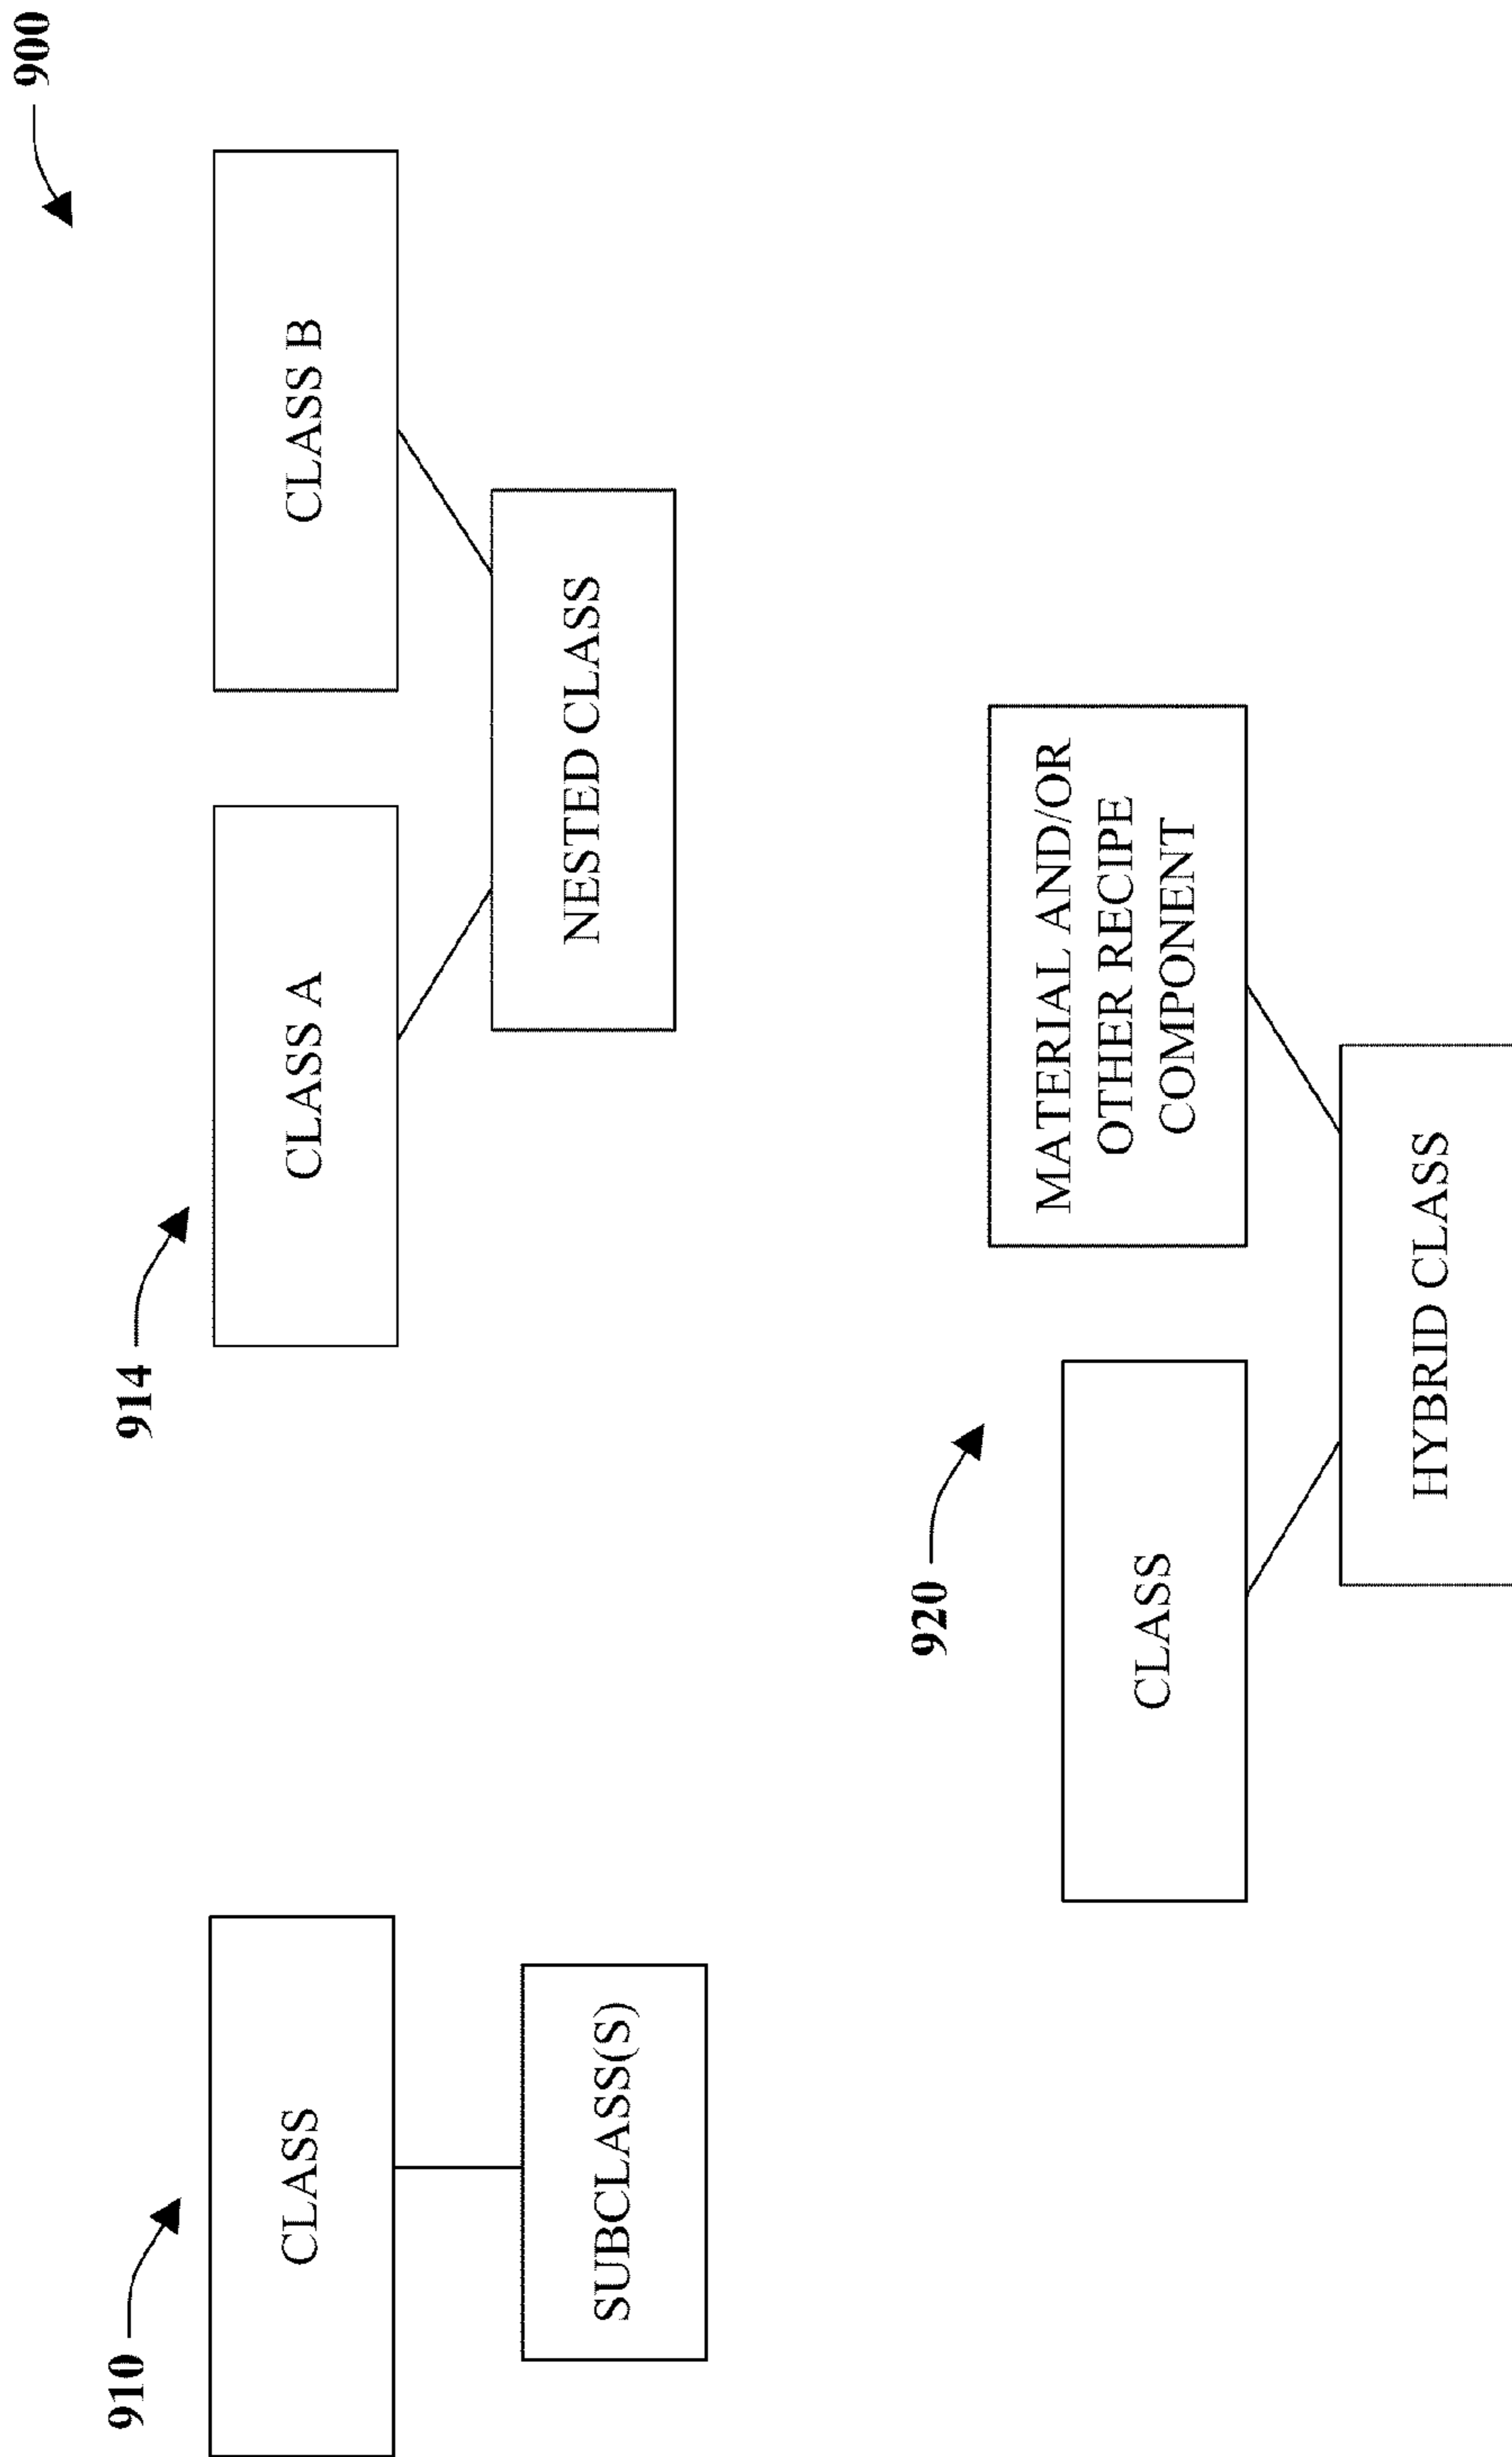 900
910
CLASS
SUBCLASS(S)
914
CLASS A
CLASS B
NESTED CLASS
920
CLASS
MATERIAL AND/OR
OTHER RECIPE
COMPONENT
HYBRID CLASS